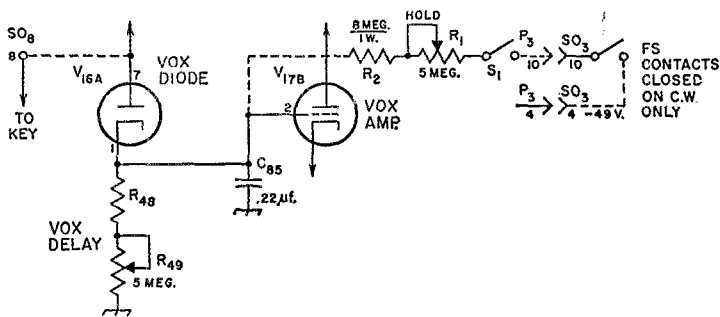 SO8
8
TO
KEY
V16A
7
VOX
DIODE
1
R48
VOX
DELAY
R49
5 MEG.
C85
.22µf.
V17B
2
VOX
AMP.
8 MEG.
1 W.
R2
HOLD
R1
5 MEG.
S1
P3
10
SO3
10
P3
4
SO3
4
-49 V.
FS
CONTACTS
CLOSED
ON C.W.
ONLY